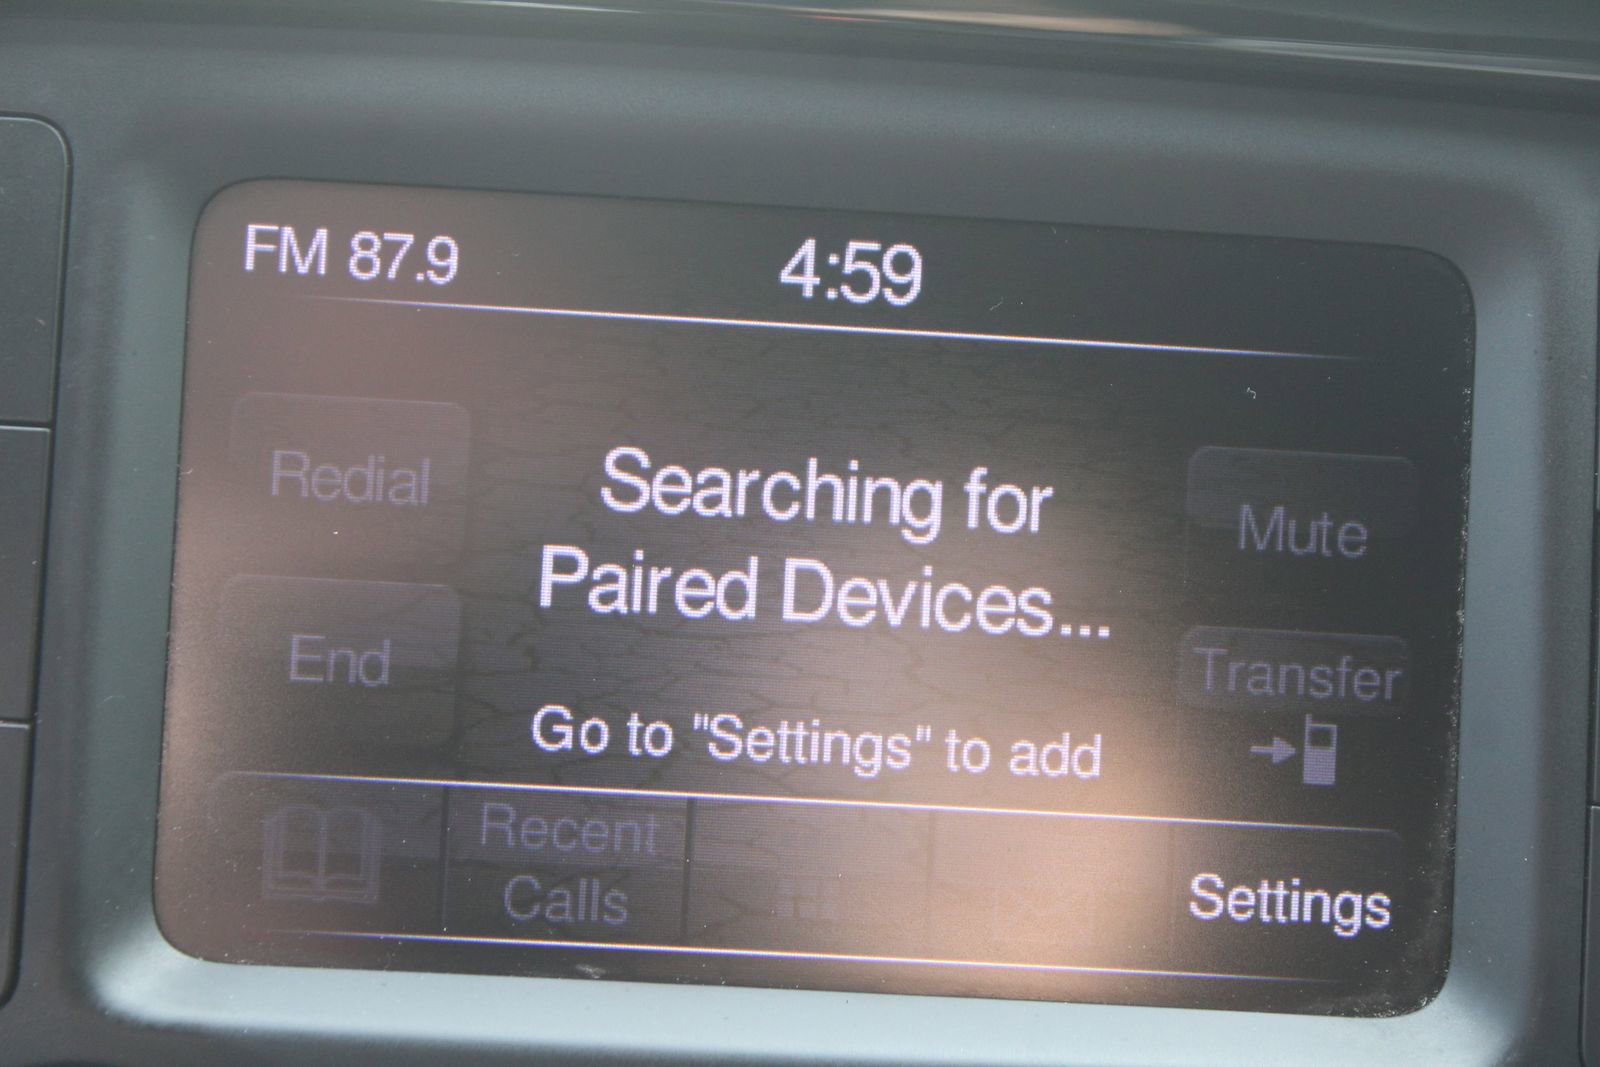 FM 87.9
4:59
Redial
Searching for
Paired Devices...
Mute
End
Transfer
Go to "Settings" to add
Recent
Calls
Settings